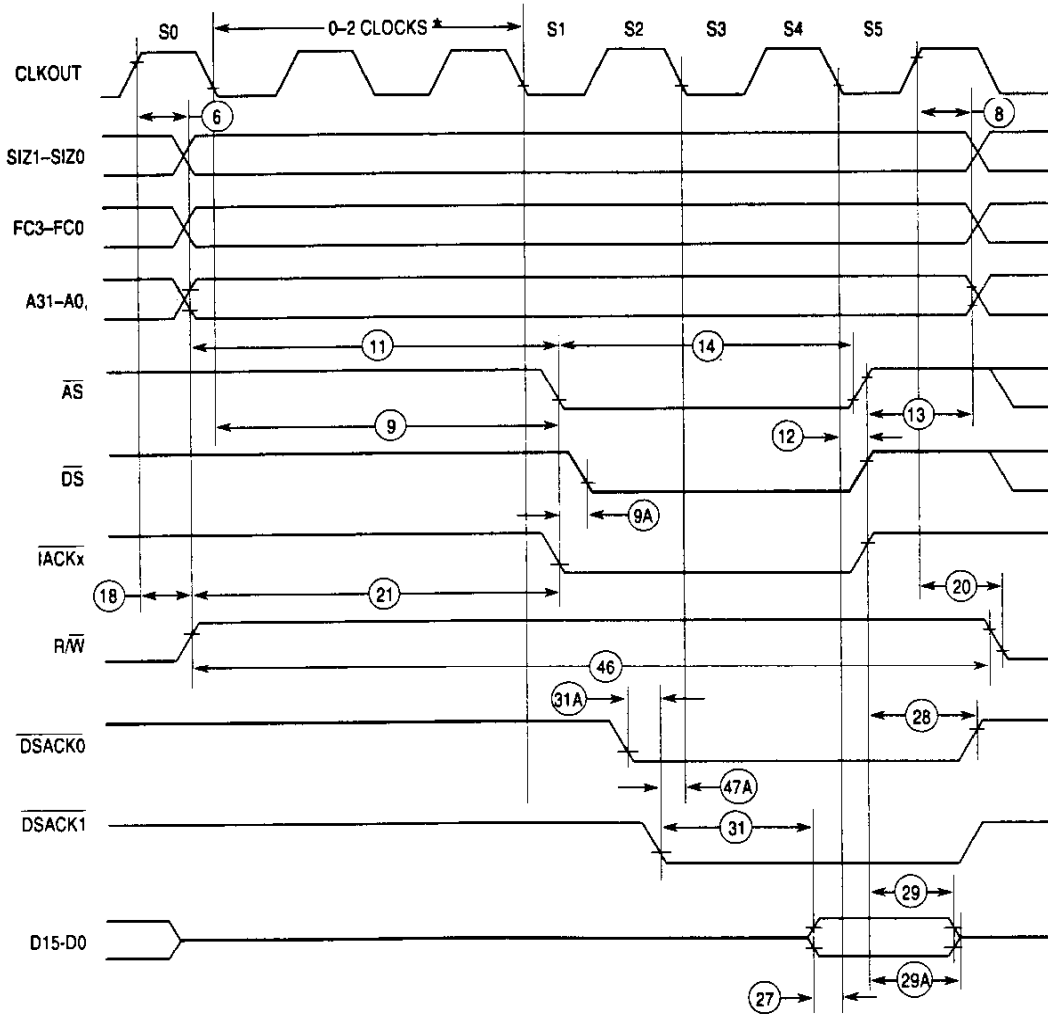 S0 0–2 CLOCKS * S1 S2 S3 S4 S5
CLKOUT
6 8
SIZ1–SIZ0
FC3–FC0
A31–A0,
11 14
AS
9 12 13
DS
9A
IACKx
18 21 20
R/W
46
31A 28
DSACK0
47A
DSACK1
31
29
D15-D0
27 29A